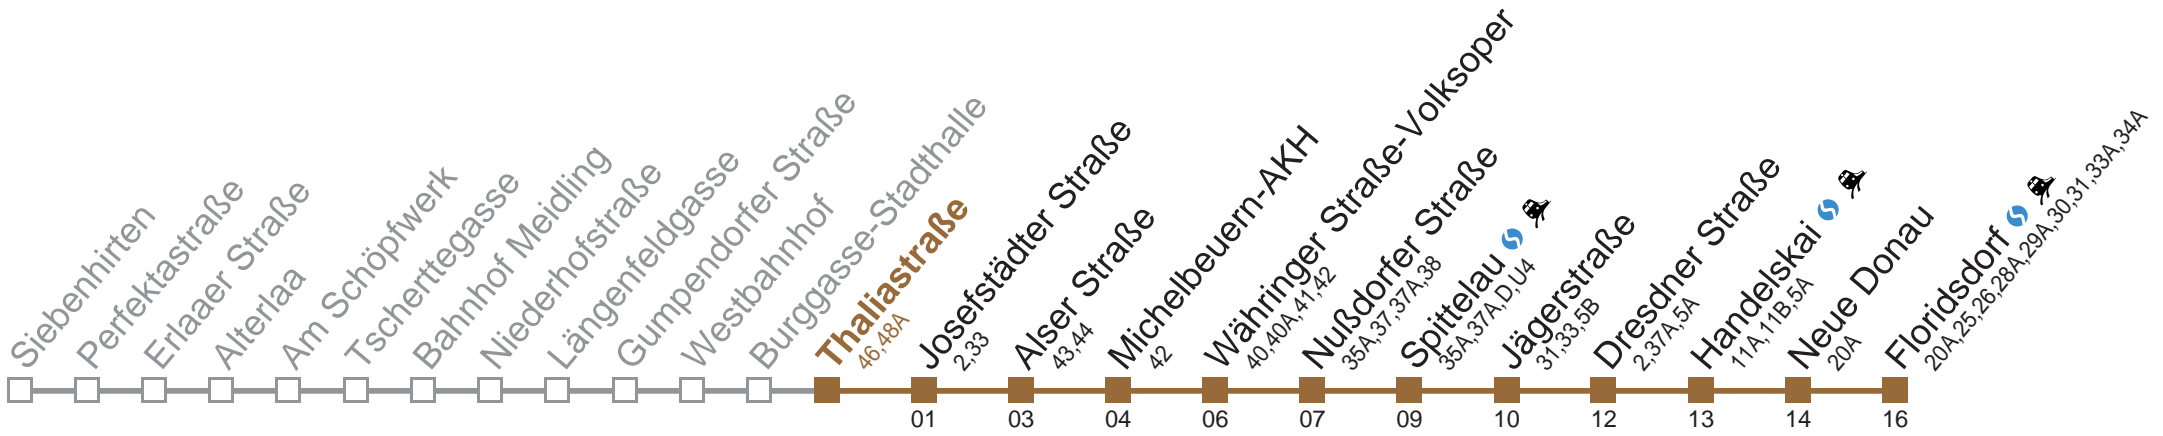 Siebenhirten
Perfektastraße
Erlaaer Straße
Alterlaa
Am Schöpfwerk
Tscherttegasse
Bahnhof Meidling
Niederhofstraße
Längenfeldgasse
Gumpendorfer Straße
Westbahnhof
Burggasse-Stadthalle
Thaliastraße
46,48A
Josefstädter Straße
2,33
Alser Straße
43,44
Michelbeuern-AKH
42
Währinger Straße-Volksoper
40,40A,41,42
Nußdorfer Straße
35A,37,37A,38
Spittelau
35A,37A,D,U4
Jägerstraße
31,33,5B
Dresdner Straße
2,37A,5A
Handelskai
11A,11B,5A
Neue Donau
20A
Floridsdorf
20A,25,26,28A,29A,30,31,33A,34A
01 03 04 06 07 09 10 12 13 14 16